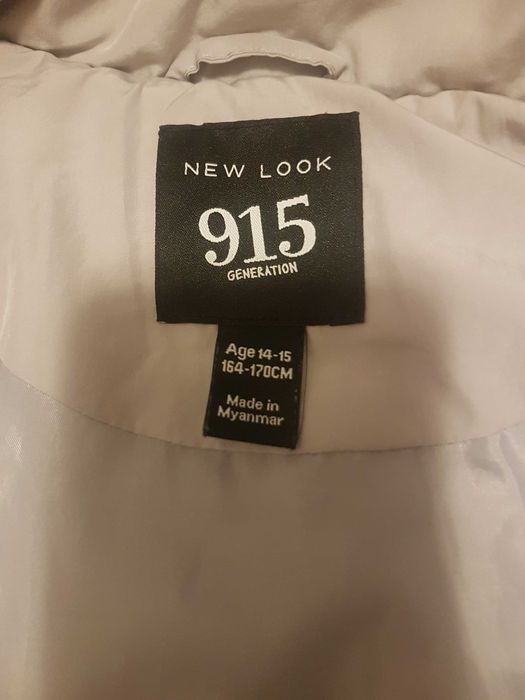 NEW LOOK
915
GENERATION
Age 14-15
164-170CM
Made in
Myanmar